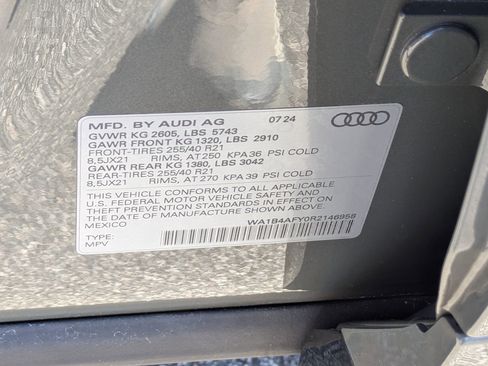 MFD. BY AUDI AG 07 24
GVWR KG 2605, LBS 5743
GAWR FRONT KG 1320, LBS 2910
FRONT-TIRES 255/40 R21
8,5JX21 RIMS, AT 250 KPA 36 PSI COLD
GAWR REAR KG 1380, LBS 3042
REAR-TIRES 255/40 R21
8,5JX21 RIMS, AT 270 KPA 39 PSI COLD
THIS VEHICLE CONFORMS TO ALL APPLICABLE
U.S. FEDERAL MOTOR VEHICLE SAFETY AND
THEFT PREVENTION STANDARDS IN EFFECT ON
THE DATE OF MANUFACTURE SHOWN ABOVE
MEXICO WA1B4AFY0R2146958
TYPE:
MPV